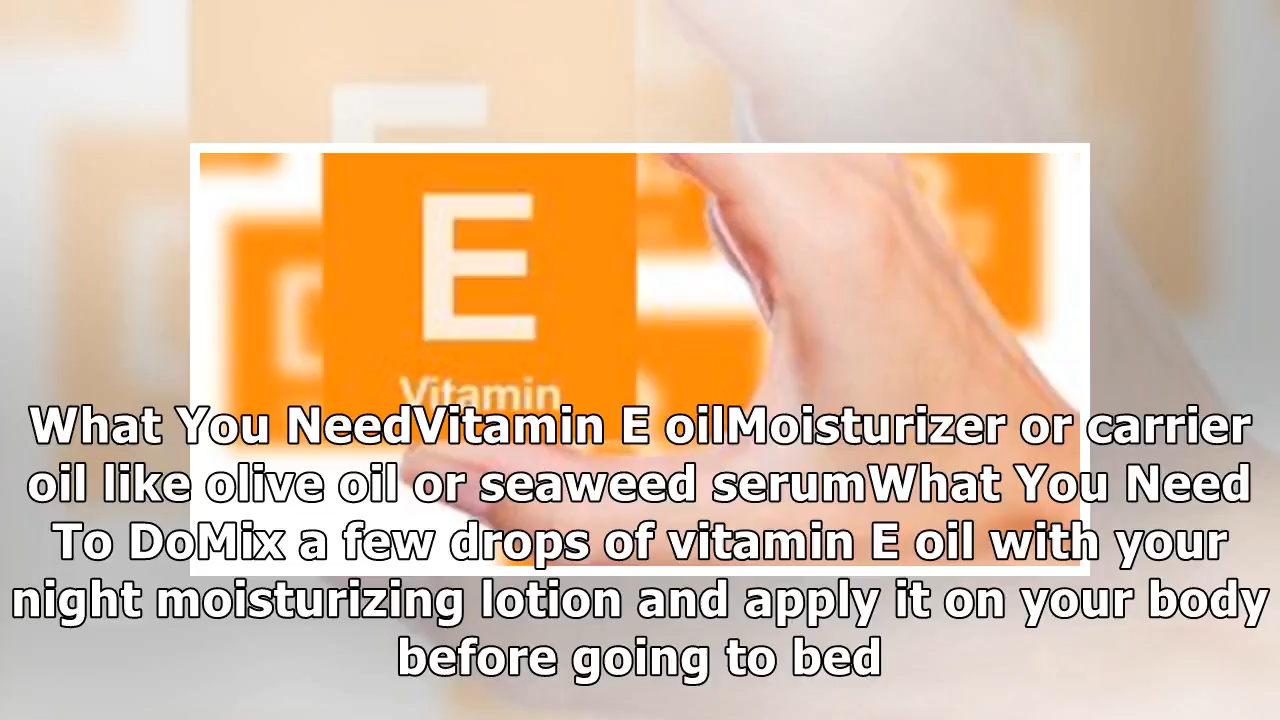 E
Vitamin
What You NeedVitamin E oilMoisturizer or carrier
oil like olive oil or seaweed serumWhat You Need
To DoMix a few drops of vitamin E oil with your
night moisturizing lotion and apply it on your body
before going to bed